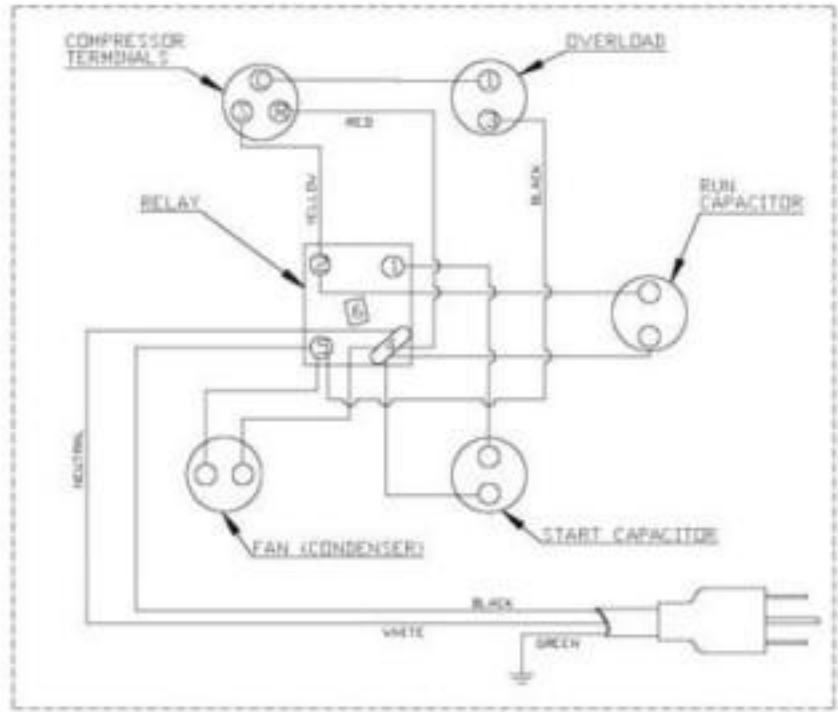 COMPRESSOR
TERMINALS
OVERLOAD
C
1
S
R
3
RED
YELLOW
BLACK
RUN
CAPACITOR
RELAY
2
1
6
5
NEUTRAL
FAN (CONDENSER)
START CAPACITOR
BLACK
WHITE
GREEN